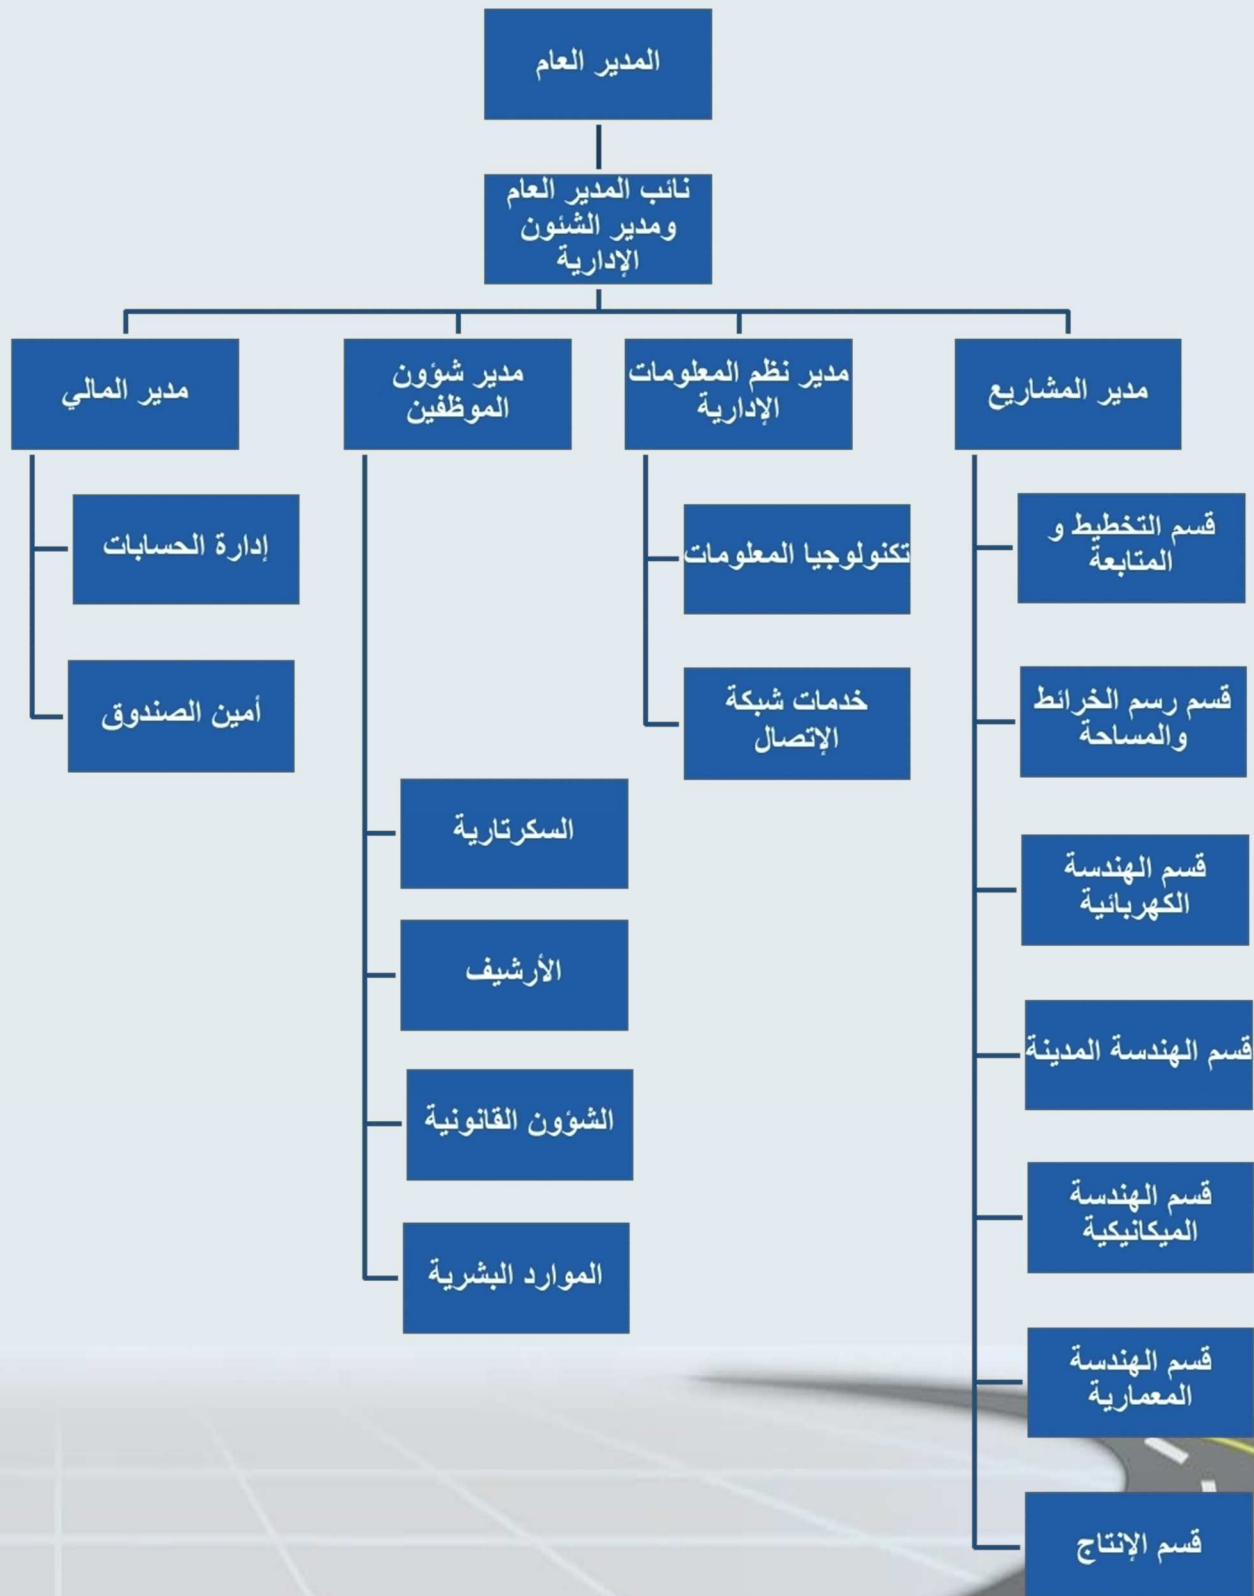 المدير العام
نائب المدير العام
ومدير الشئون
الإدارية
مدير المشاريع
مدير نظم المعلومات
الإدارية
مدير شؤون
الموظفين
مدير المالي
قسم التخطيط و
المتابعة
قسم رسم الخرائط
والمساحة
قسم الهندسة
الكهربائية
قسم الهندسة المدينة
قسم الهندسة
الميكانيكية
قسم الهندسة
المعمارية
قسم الإنتاج
تكنولوجيا المعلومات
خدمات شبكة
الإتصال
السكرتارية
الأرشيف
الشؤون القانونية
الموارد البشرية
إدارة الحسابات
أمين الصندوق